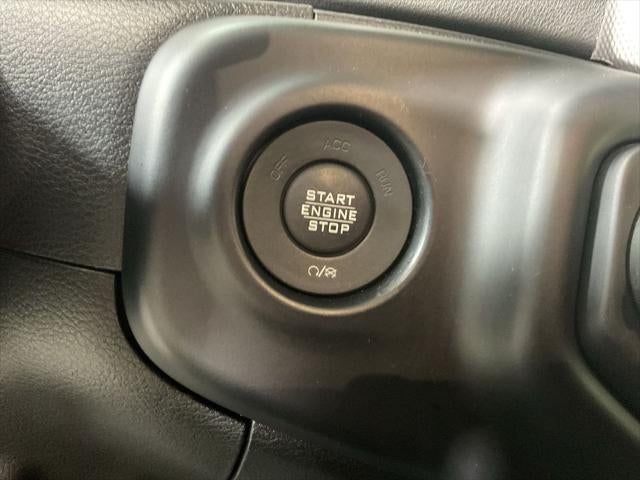 OFF ACC RUN
START
ENGINE
STOP